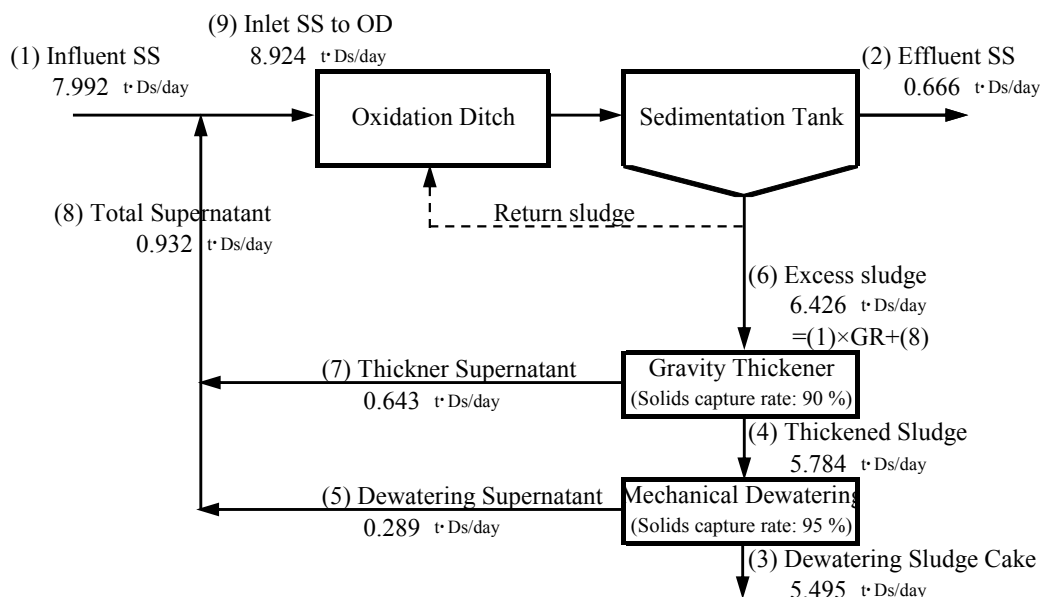 (9) Inlet SS to OD
8.924 t・Ds/day
(1) Influent SS
7.992 t・Ds/day
(2) Effluent SS
0.666 t・Ds/day
Oxidation Ditch
Sedimentation Tank
(8) Total Supernatant
0.932 t・Ds/day
Return sludge
(6) Excess sludge
6.426 t・Ds/day
=(1)×GR+(8)
(7) Thickner Supernatant
0.643 t・Ds/day
Gravity Thickener
(Solids capture rate: 90 %)
(4) Thickened Sludge
5.784 t・Ds/day
(5) Dewatering Supernatant
0.289 t・Ds/day
Mechanical Dewatering
(Solids capture rate: 95 %)
(3) Dewatering Sludge Cake
5.495 t・Ds/day